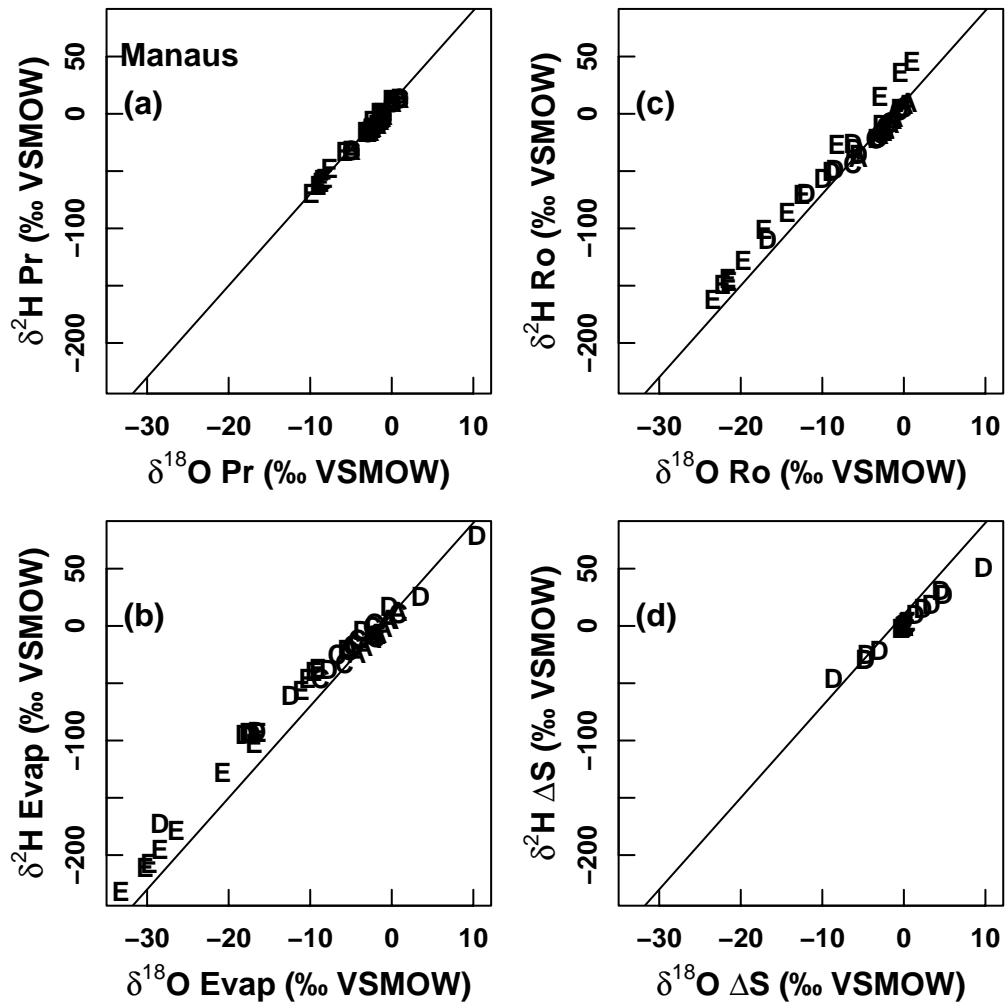 Manaus
(a)
50
0
−100
−200
δ²H Pr (‰ VSMOW)
−30 −20 −10 0 10
δ¹⁸O Pr (‰ VSMOW)
(c)
50
0
−100
−200
δ²H Ro (‰ VSMOW)
−30 −20 −10 0 10
δ¹⁸O Ro (‰ VSMOW)
(b)
50
0
−100
−200
δ²H Evap (‰ VSMOW)
−30 −20 −10 0 10
δ¹⁸O Evap (‰ VSMOW)
(d)
50
0
−100
−200
δ²H ΔS (‰ VSMOW)
−30 −20 −10 0 10
δ¹⁸O ΔS (‰ VSMOW)